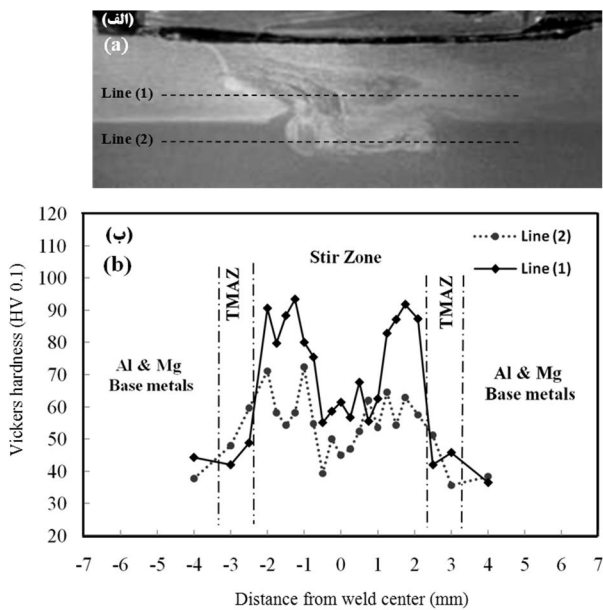 (الف)
(a)
Line (1)
Line (2)
(ب)
(b)
Stir Zone
Line (2)
Line (1)
TMAZ
TMAZ
Al & Mg
Base metals
Al & Mg
Base metals
Vickers hardness (HV 0.1)
120
110
100
90
80
70
60
50
40
30
20
-7 -6 -5 -4 -3 -2 -1 0 1 2 3 4 5 6 7
Distance from weld center (mm)